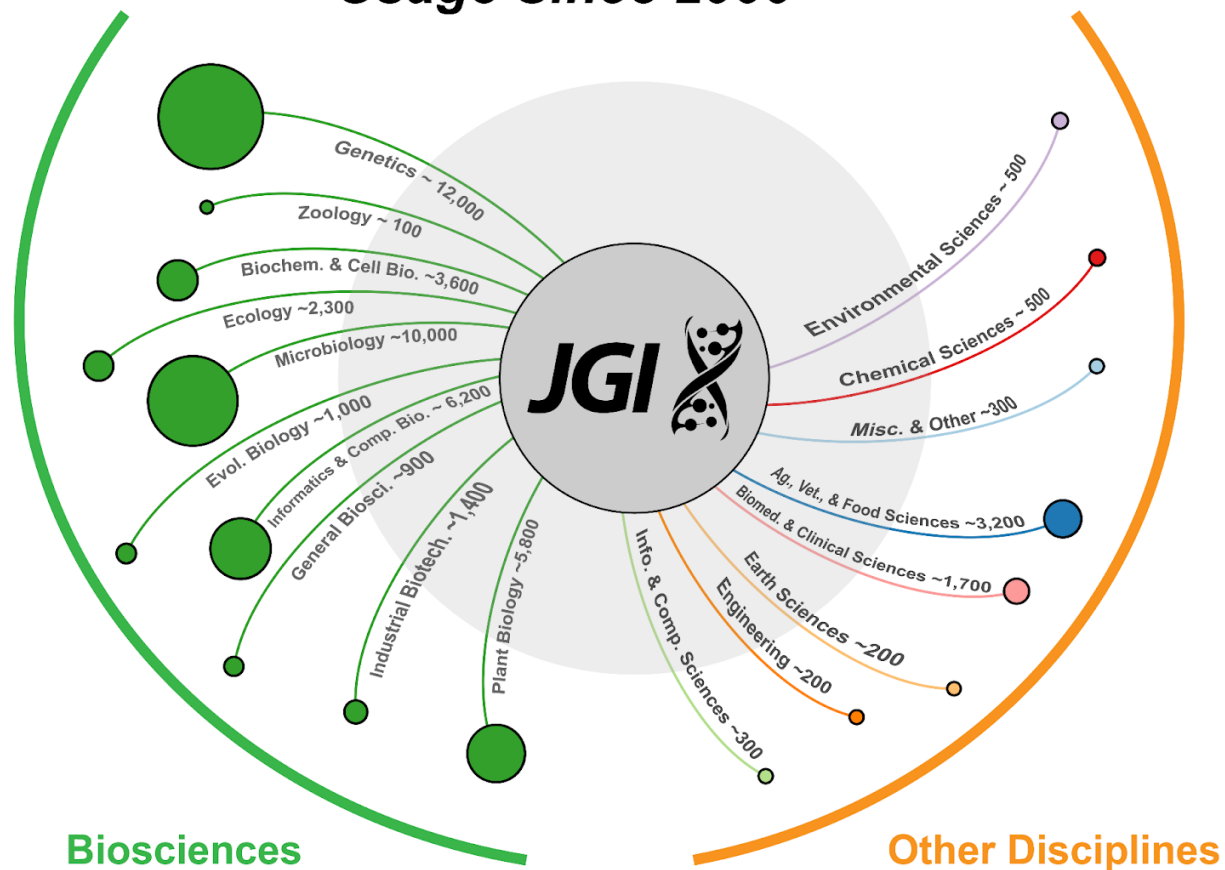 Genetics ~ 12,000
Zoology ~ 100
Biochem. & Cell Bio. ~3,600
Ecology ~2,300
Microbiology ~10,000
Evol. Biology ~1,000
Informatics & Comp. Bio. ~ 6,200
General Biosci. ~900
Industrial Biotech. ~1,400
Plant Biology ~5,800
JGI
Environmental Sciences ~ 500
Chemical Sciences ~ 500
Misc. & Other ~300
Ag., Vet., & Food Sciences ~3,200
Biomed. & Clinical Sciences ~1,700
Earth Sciences ~200
Engineering ~200
Info. & Comp. Sciences ~300
Biosciences
Other Disciplines